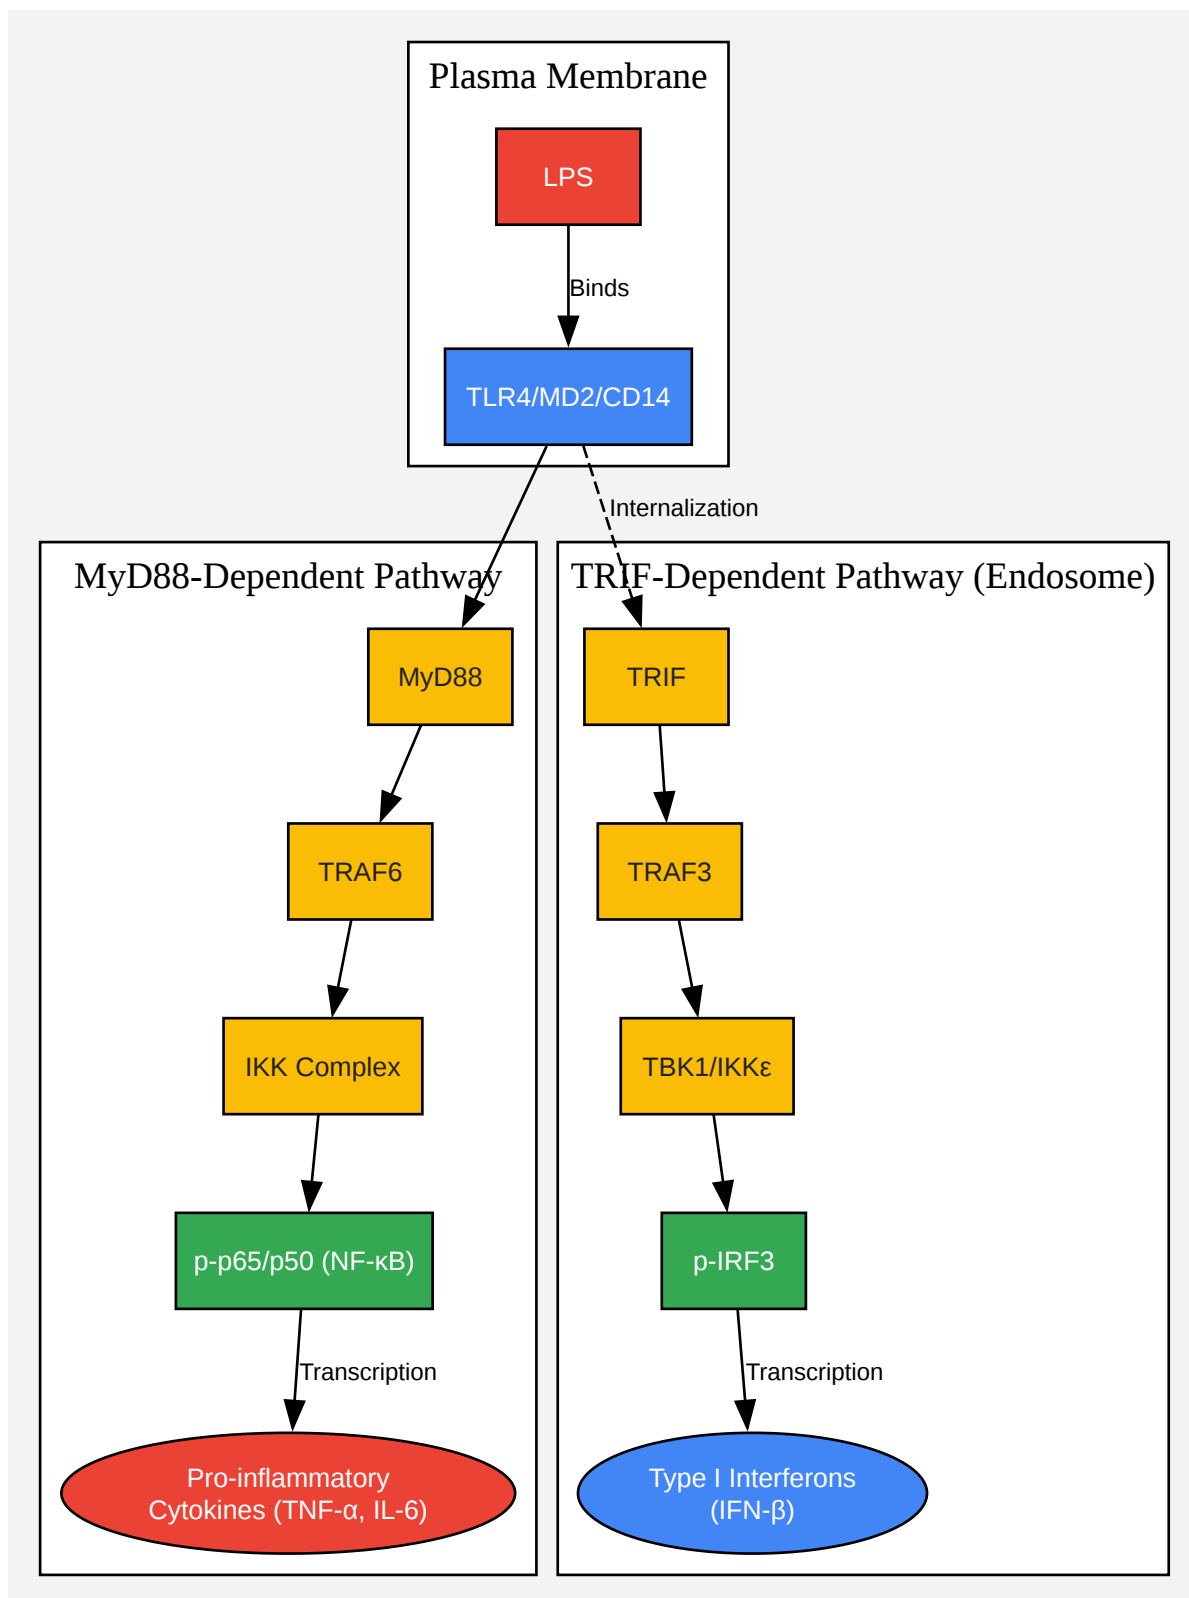 Plasma Membrane
LPS
Binds
TLR4/MD2/CD14
Internalization
MyD88-Dependent Pathway
TRIF-Dependent Pathway (Endosome)
MyD88
TRIF
TRAF6
TRAF3
IKK Complex
TBK1/IKKε
p-p65/p50 (NF-κB)
p-IRF3
Transcription
Transcription
Pro-inflammatory
Cytokines (TNF-α, IL-6)
Type I Interferons
(IFN-β)